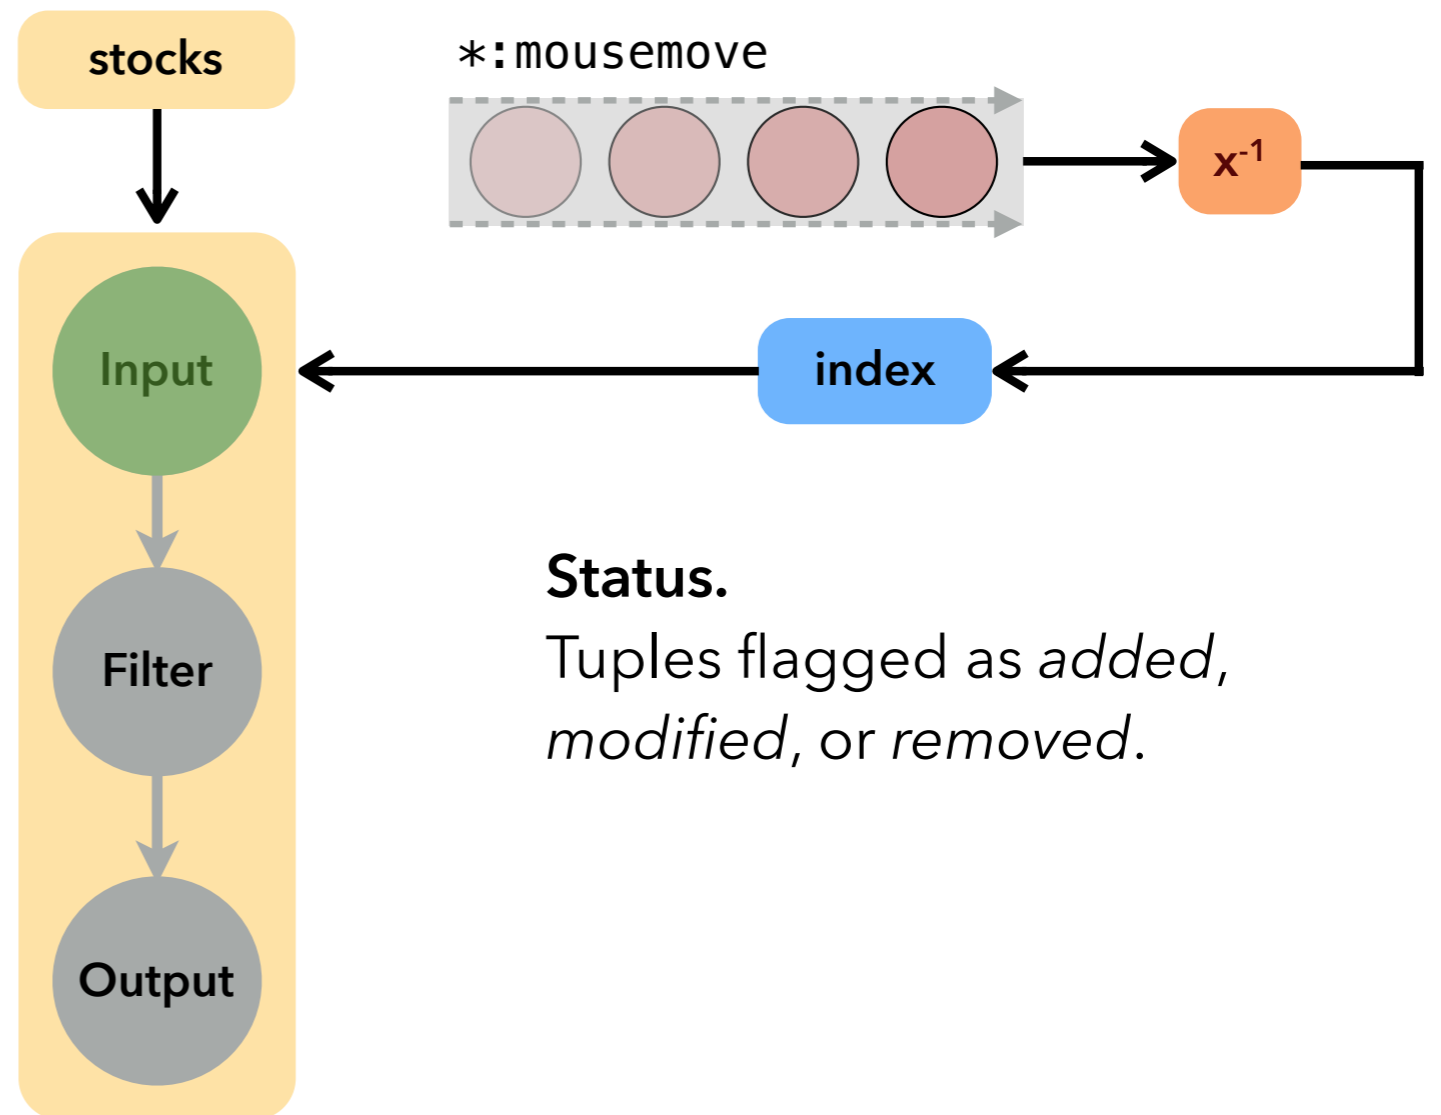 stocks
*:mousemove
x-1
Input
index
Status.
Tuples flagged as added,
modified, or removed.
Filter
Output